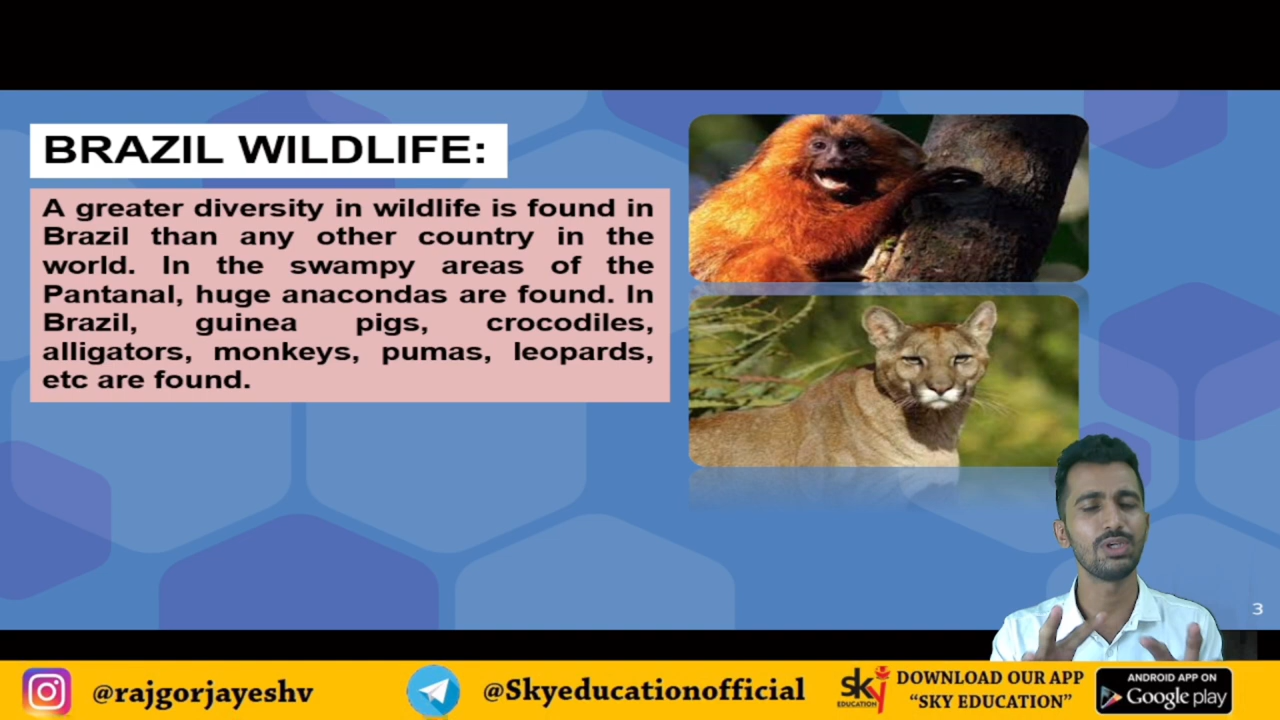 BRAZIL WILDLIFE:
A greater diversity in wildlife is found in
Brazil than any other country in the
world. In the swampy areas of the
Pantanal, huge anacondas are found. In
Brazil, guinea pigs, crocodiles,
alligators, monkeys, pumas, leopards,
etc are found.
3
@rajgorjayeshv
@Skyeducationofficial
sky
EDUCATION
DOWNLOAD OUR APP
“SKY EDUCATION”
ANDROID APP ON
Google play